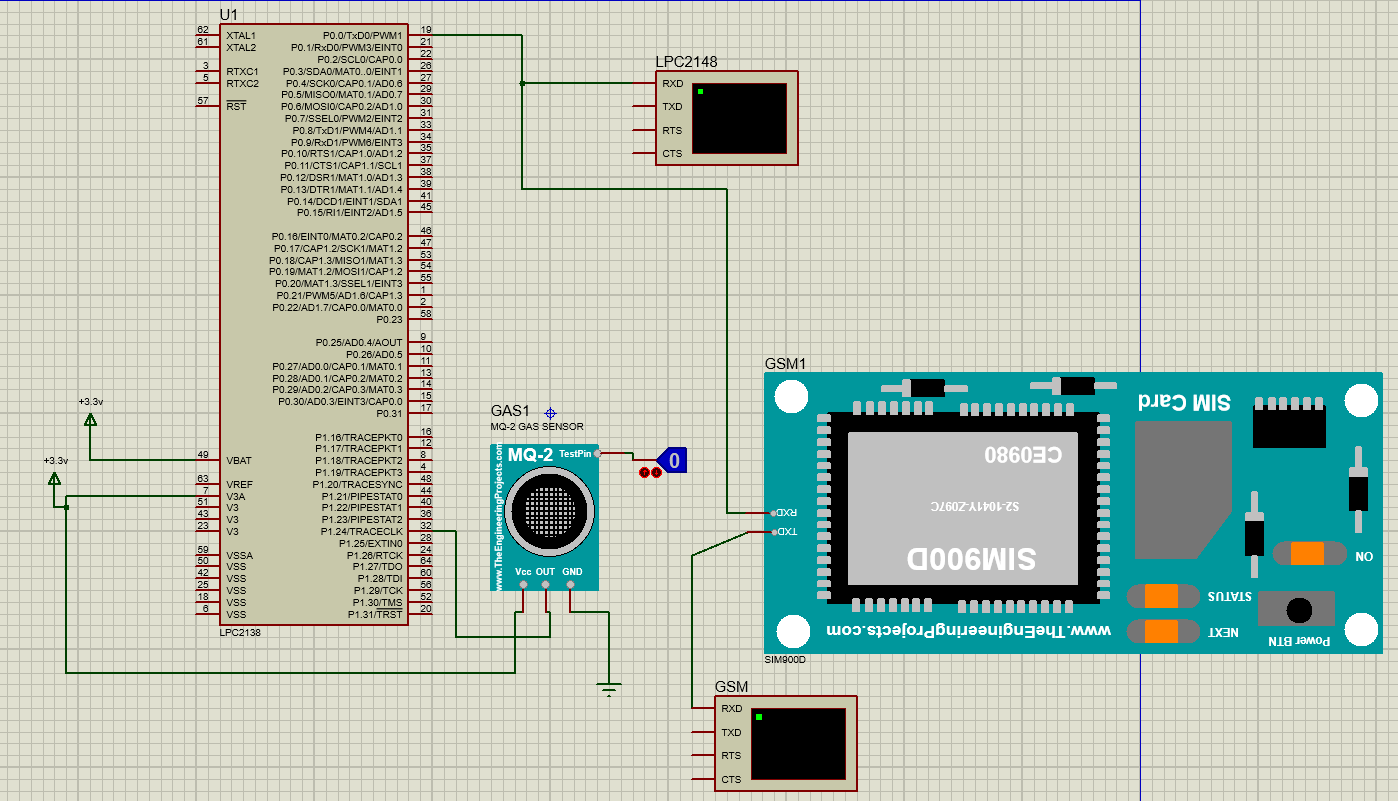 U1
62
XTAL1
61
XTAL2
3
RTXC1
5
RTXC2
57
RST
P0.0/TxD0/PWM1
19
P0.1/RxD0/PWM3/EINT0
21
P0.2/SCL0/CAP0.0
22
P0.3/SDA0/MAT0..0/EINT1
26
P0.4/SCK0/CAP0.1/AD0.6
27
P0.5/MISO0/MAT0.1/AD0.7
29
P0.6/MOSI0/CAP0.2/AD1.0
30
P0.7/SSEL0/PWM2/EINT2
31
P0.8/TxD1/PWM4/AD1.1
33
P0.9/RxD1/PWM6/EINT3
34
P0.10/RTS1/CAP1.0/AD1.2
35
P0.11/CTS1/CAP1.1/SCL1
37
P0.12/DSR1/MAT1.0/AD1.3
38
P0.13/DTR1/MAT1.1/AD1.4
39
P0.14/DCD1/EINT1/SDA1
41
P0.15/RI1/EINT2/AD1.5
45
P0.16/EINT0/MAT0.2/CAP0.2
46
P0.17/CAP1.2/SCK1/MAT1.2
47
P0.18/CAP1.3/MISO1/MAT1.3
53
P0.19/MAT1.2/MOSI1/CAP1.2
54
P0.20/MAT1.3/SSEL1/EINT3
55
P0.21/PWM5/AD1.6/CAP1.3
1
P0.22/AD1.7/CAP0.0/MAT0.0
2
P0.23
58
P0.25/AD0.4/AOUT
9
P0.26/AD0.5
10
P0.27/AD0.0/CAP0.1/MAT0.1
11
P0.28/AD0.1/CAP0.2/MAT0.2
13
P0.29/AD0.2/CAP0.3/MAT0.3
14
P0.30/AD0.3/EINT3/CAP0.0
15
P0.31
17
P1.16/TRACEPKT0
16
P1.17/TRACEPKT1
12
P1.18/TRACEPKT2
8
P1.19/TRACEPKT3
4
P1.20/TRACESYNC
48
P1.21/PIPESTAT0
44
P1.22/PIPESTAT1
40
P1.23/PIPESTAT2
36
P1.24/TRACECLK
32
P1.25/EXTIN0
28
P1.26/RTCK
24
P1.27/TDO
64
P1.28/TDI
60
P1.29/TCK
56
P1.30/TMS
52
P1.31/TRST
20
+3.3v
+3.3v
49
VBAT
63
VREF
7
V3A
51
V3
43
V3
23
V3
59
VSSA
50
VSS
42
VSS
25
VSS
18
VSS
6
VSS
LPC2138
LPC2148
RXD
TXD
RTS
CTS
GAS1
MQ-2 GAS SENSOR
MQ-2
TestPin
0
www.TheEngineeringProjects.com
Vcc OUT GND
GSM1
SIM Card
CE0980
S2-1041Y-Z097C
SIM900D
RXD
TXD
ON
STATUS
NEXT
Power BTN
www.TheEngineeringProjects.com
SIM900D
GSM
RXD
TXD
RTS
CTS